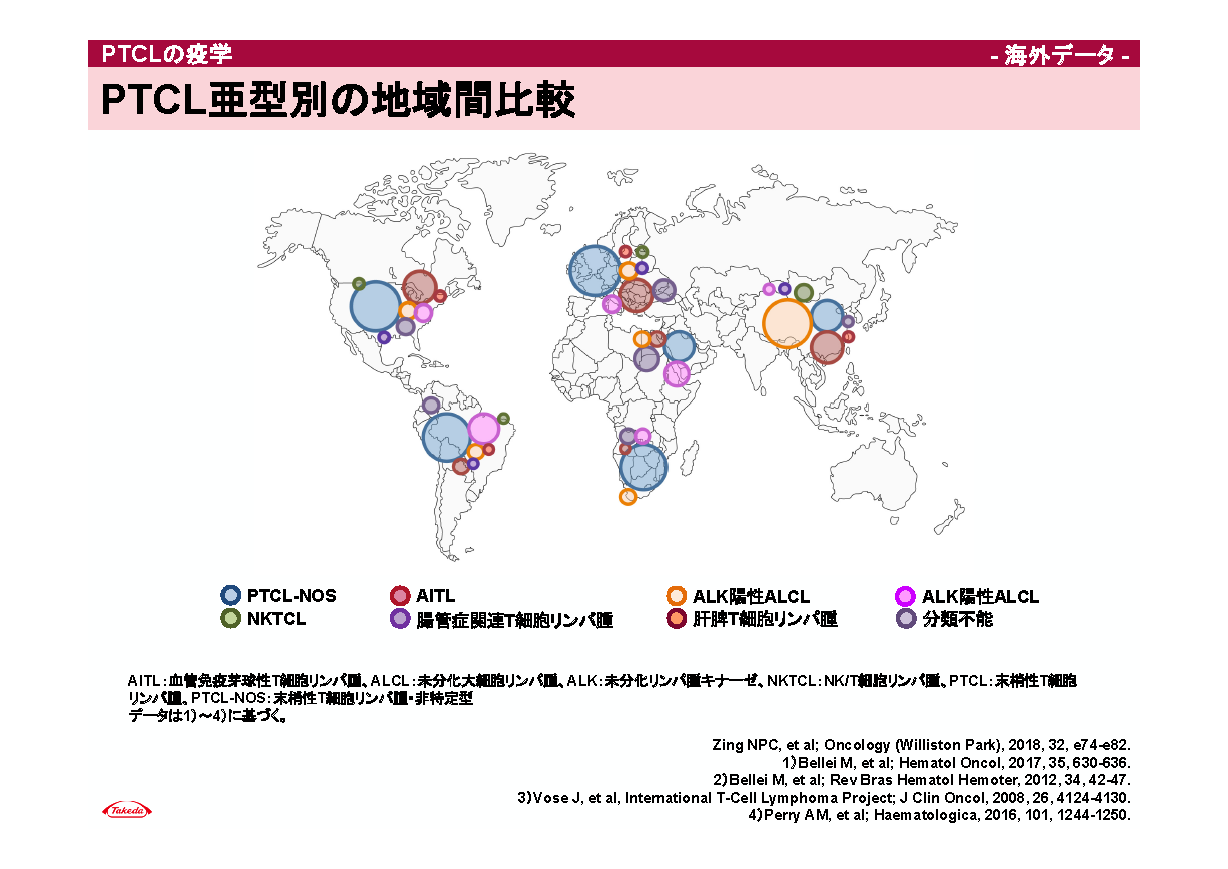 PTCLの疫学
- 海外データ -
PTCL亜型別の地域間比較
PTCL-NOS
AITL
ALK陽性ALCL
ALK陽性ALCL
NKTCL
腸管症関連T細胞リンパ腫
肝脾T細胞リンパ腫
分類不能
AITL：血管免疫芽球性T細胞リンパ腫、ALCL：未分化大細胞リンパ腫、ALK：未分化リンパ腫キナーゼ、NKTCL：NK/T細胞リンパ腫、PTCL：末梢性T細胞
リンパ腫、PTCL-NOS：末梢性T細胞リンパ腫・非特定型
データは1）～4）に基づく。
Zing NPC, et al; Oncology (Williston Park), 2018, 32, e74-e82.
1）Bellei M, et al; Hematol Oncol, 2017, 35, 630-636.
2）Bellei M, et al; Rev Bras Hematol Hemoter, 2012, 34, 42-47.
3）Vose J, et al, International T-Cell Lymphoma Project; J Clin Oncol, 2008, 26, 4124-4130.
4）Perry AM, et al; Haematologica, 2016, 101, 1244-1250.
Takeda